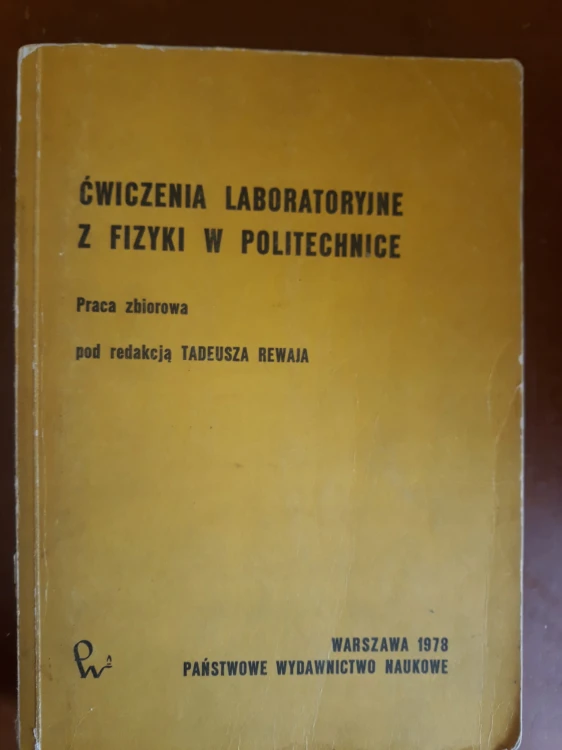 ĆWICZENIA LABORATORYJNE
Z FIZYKI W POLITECHNICE
Praca zbiorowa
pod redakcją TADEUSZA REWAJA
WARSZAWA 1978
PAŃSTWOWE WYDAWNICTWO NAUKOWE